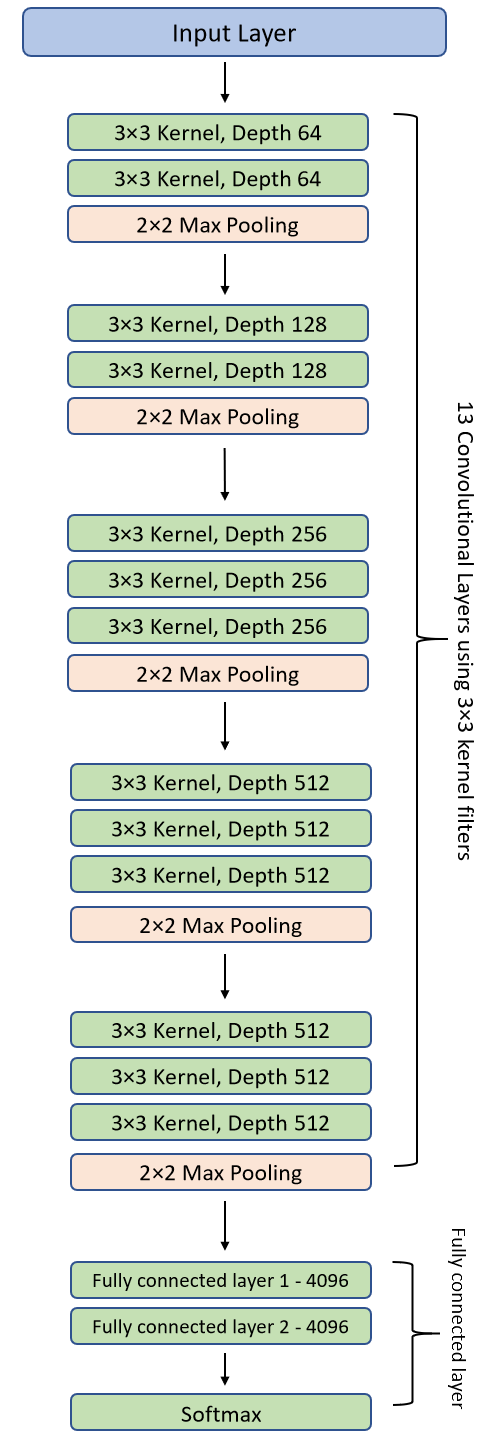 Input Layer
3×3 Kernel, Depth 64
3×3 Kernel, Depth 64
2×2 Max Pooling
3×3 Kernel, Depth 128
3×3 Kernel, Depth 128
2×2 Max Pooling
3×3 Kernel, Depth 256
3×3 Kernel, Depth 256
3×3 Kernel, Depth 256
2×2 Max Pooling
3×3 Kernel, Depth 512
3×3 Kernel, Depth 512
3×3 Kernel, Depth 512
2×2 Max Pooling
3×3 Kernel, Depth 512
3×3 Kernel, Depth 512
3×3 Kernel, Depth 512
2×2 Max Pooling
13 Convolutional Layers using 3×3 kernel filters
Fully connected layer 1 - 4096
Fully connected layer 2 - 4096
Softmax
Fully connected layer